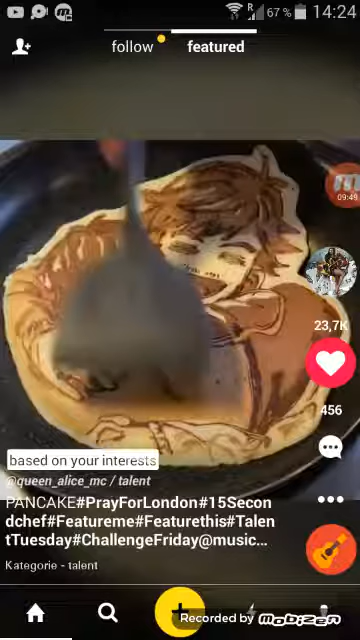 R 67 % 14:24
follow featured
09:49
23,7K
456
based on your interests
@queen_alice_mc / talent
PANCAKE#PrayForLondon#15Secon
dchef#Featureme#Featurethis#Talen
tTuesday#ChallengeFriday@music...
Kategorie - talent
Recorded by mobizen